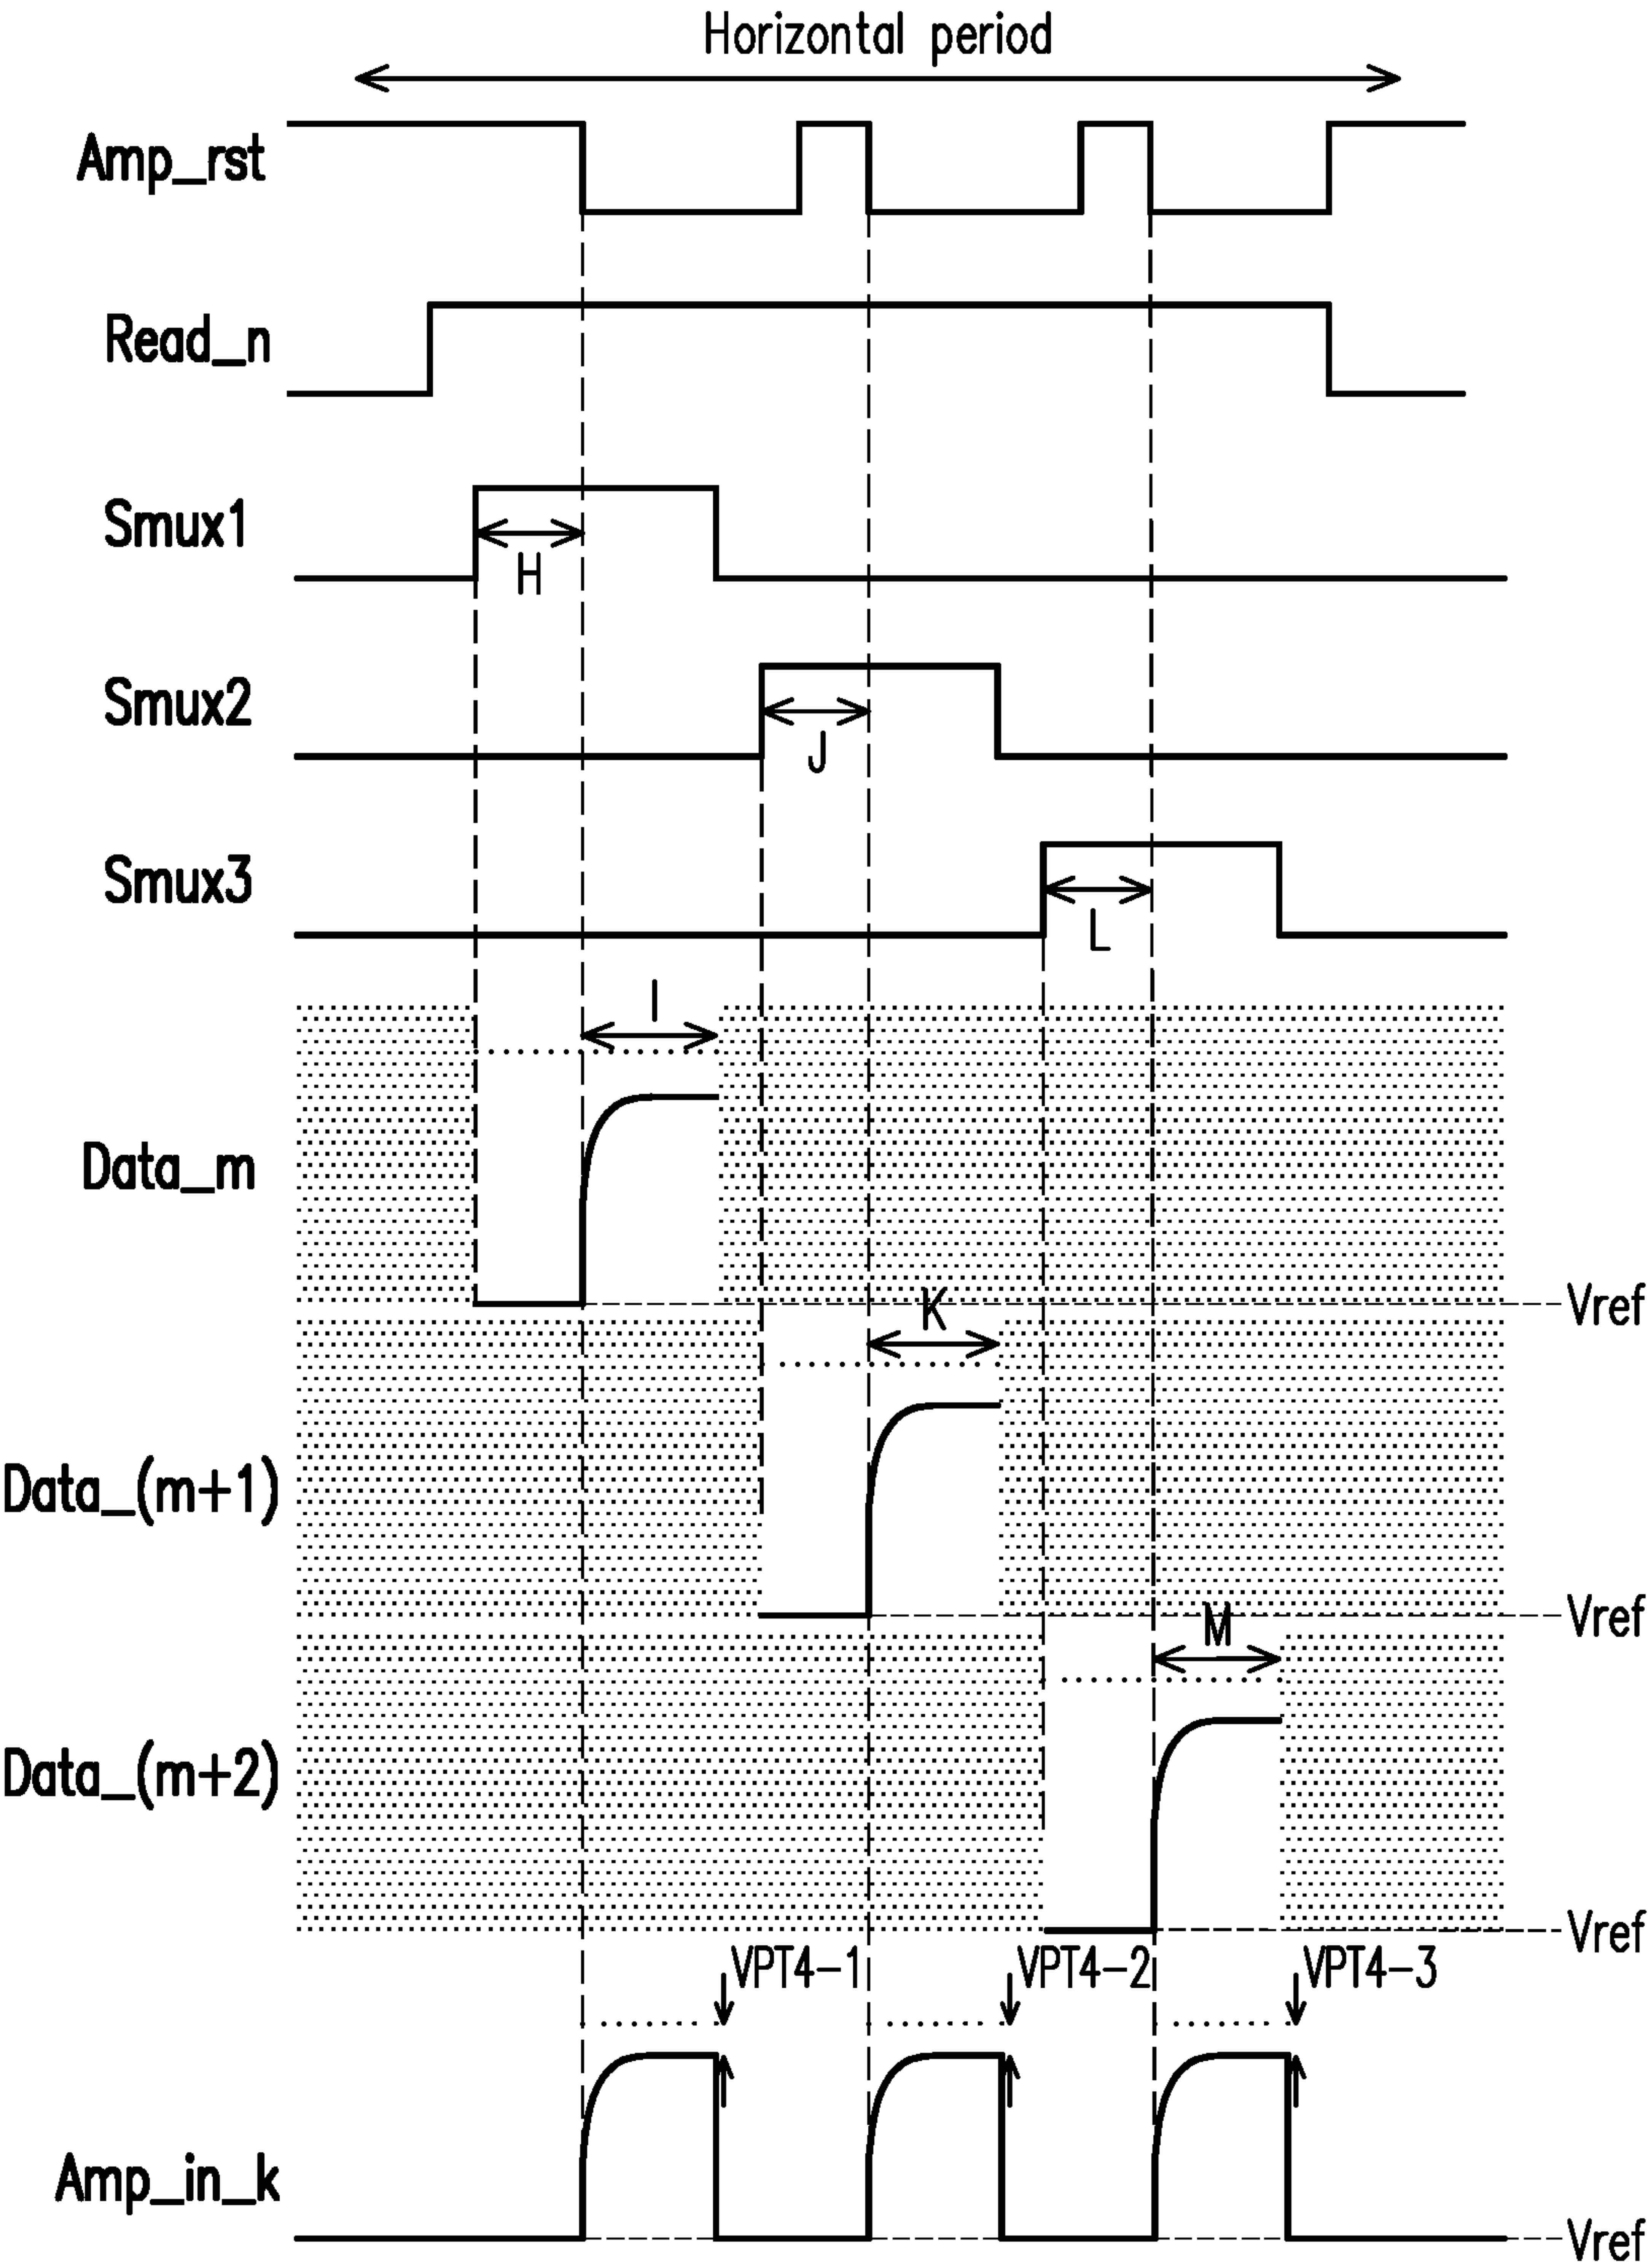 Horizontal period
Amp_rst
Read_n
Smux1
H
Smux2
J
Smux3
L
I
Data_m
Vref
K
Data_(m+1)
Vref
M
Data_(m+2)
Vref
VPT4-1 VPT4-2 VPT4-3
Amp_in_k
Vref